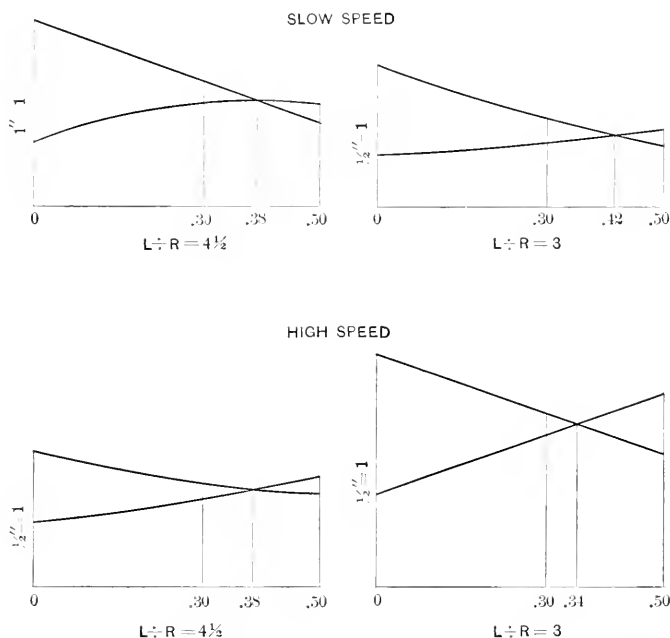 SLOW SPEED
1″ 1
0 .30 .38 .50
L÷R = 4½
½″=1
0 .30 .42 .50
L÷R = 3
HIGH SPEED
½″=1
0 .30 .38 .50
L÷R = 4½
½″=1
0 .30 .34 .50
L÷R = 3